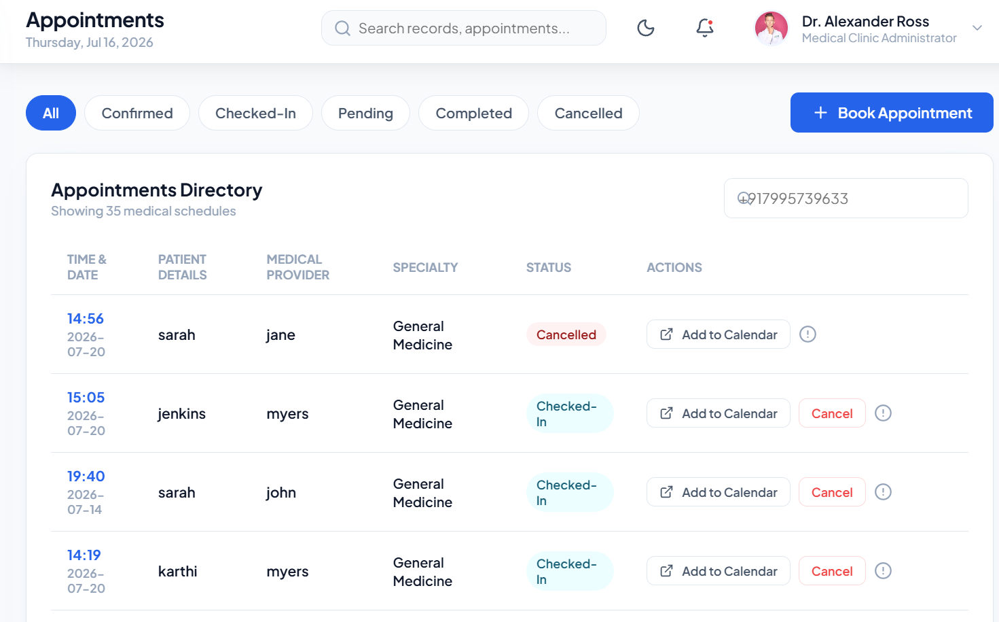 Appointments
Thursday, Jul 16, 2026
Search records, appointments...
Dr. Alexander Ross
Medical Clinic Administrator
All
Confirmed
Checked-In
Pending
Completed
Cancelled
+ Book Appointment
Appointments Directory
Showing 35 medical schedules
+917995739633
TIME &
DATE
PATIENT
DETAILS
MEDICAL
PROVIDER
SPECIALTY
STATUS
ACTIONS
14:56
2026-
07-20
sarah
jane
General
Medicine
Cancelled
Add to Calendar
15:05
2026-
07-20
jenkins
myers
General
Medicine
Checked-
In
Add to Calendar
Cancel
19:40
2026-
07-14
sarah
john
General
Medicine
Checked-
In
Add to Calendar
Cancel
14:19
2026-
07-20
karthi
myers
General
Medicine
Checked-
In
Add to Calendar
Cancel